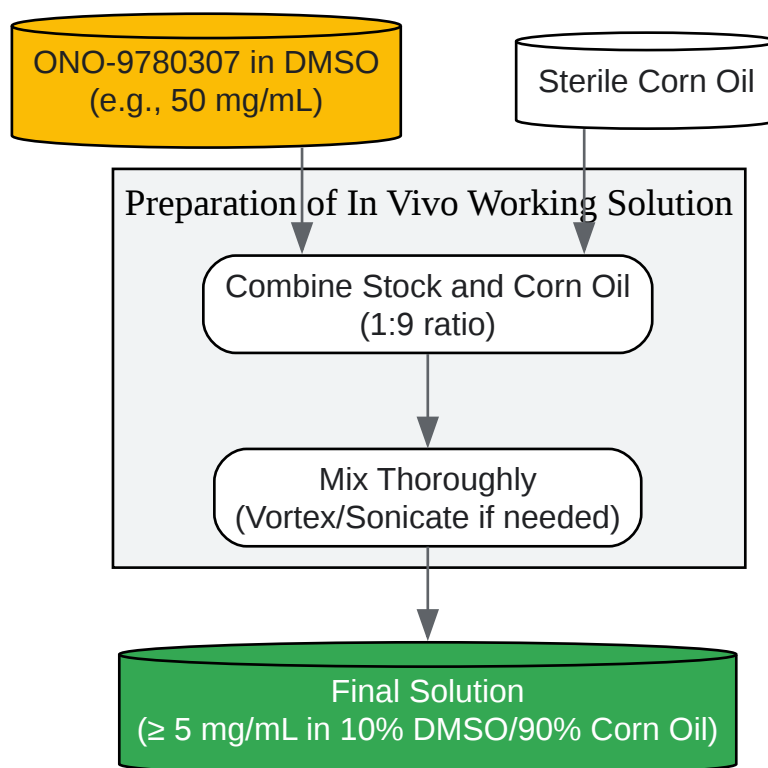 ONO-9780307 in DMSO
(e.g., 50 mg/mL)
Sterile Corn Oil
Preparation of In Vivo Working Solution
Combine Stock and Corn Oil
(1:9 ratio)
Mix Thoroughly
(Vortex/Sonicate if needed)
Final Solution
(≥ 5 mg/mL in 10% DMSO/90% Corn Oil)